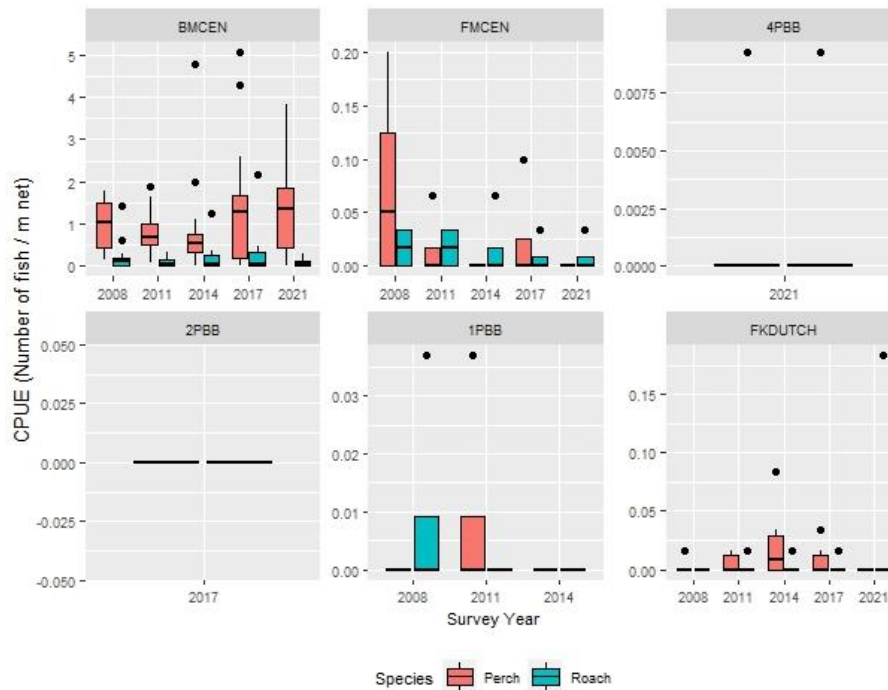 BMCEN
FMCEN
4PBB
5
4
3
2
1
0
0.20
0.15
0.10
0.05
0.00
0.0075
0.0050
0.0025
0.0000
2008 2011 2014 2017 2021
2008 2011 2014 2017 2021
2021
CPUE (Number of fish / m net)
2PBB
1PBB
FKDUTCH
0.050
0.025
0.000
-0.025
-0.050
0.03
0.02
0.01
0.00
0.15
0.10
0.05
0.00
2017
2008 2011 2014
2008 2011 2014 2017 2021
Survey Year
Species Perch Roach